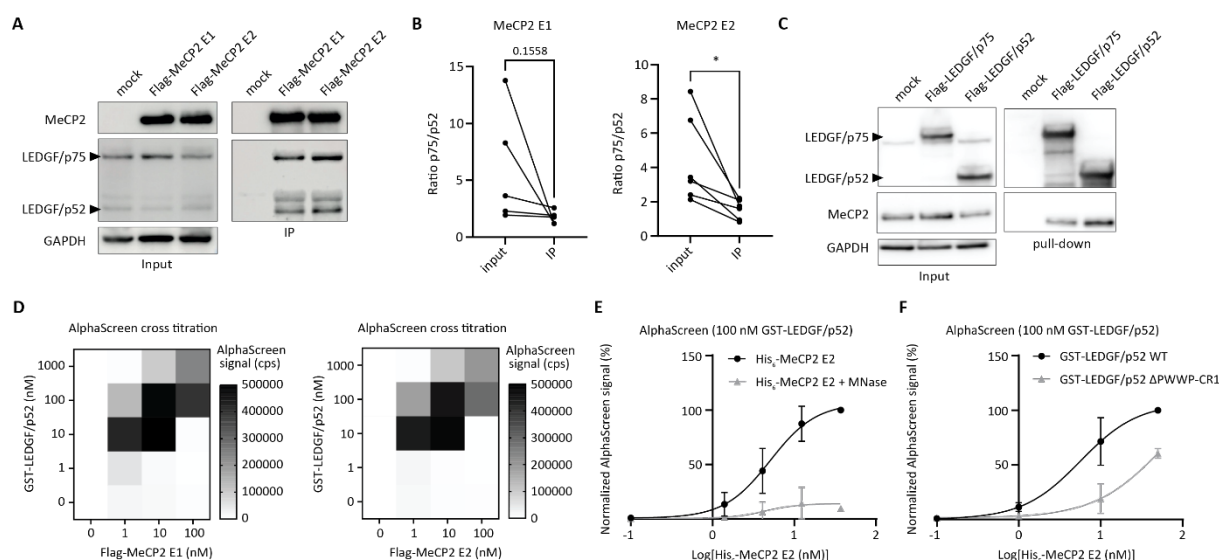 A
mock
Flag-MeCP2 E1
Flag-MeCP2 E2
mock
Flag-MeCP2 E1
Flag-MeCP2 E2
MeCP2
LEDGF/p75
LEDGF/p52
GAPDH
Input
IP
B
MeCP2 E1
0.1558
Ratio p75/p52
15
10
5
0
input
IP
MeCP2 E2
*
Ratio p75/p52
10
8
6
4
2
0
input
IP
C
mock
Flag-LEDGF/p75
Flag-LEDGF/p52
mock
Flag-LEDGF/p75
Flag-LEDGF/p52
LEDGF/p75
LEDGF/p52
MeCP2
GAPDH
Input
pull-down
D
AlphaScreen cross titration
GST-LEDGF/p52 (nM)
1000
100
10
1
0
0 1 10 100
Flag-MeCP2 E1 (nM)
AlphaScreen
signal (cps)
500000
400000
300000
200000
100000
0
AlphaScreen cross titration
GST-LEDGF/p52 (nM)
1000
100
10
1
0
0 1 10 100
Flag-MeCP2 E2 (nM)
AlphaScreen
signal (cps)
500000
400000
300000
200000
100000
0
E
AlphaScreen (100 nM GST-LEDGF/p52)
His6-MeCP2 E2
His6-MeCP2 E2 + MNase
Normalized AlphaScreen signal (%)
150
100
50
-1 0 1 2
Log[His6-MeCP2 E2 (nM)]
F
AlphaScreen (100 nM GST-LEDGF/p52)
GST-LEDGF/p52 WT
GST-LEDGF/p52 ΔPWWP-CR1
Normalized AlphaScreen signal (%)
150
100
50
-1 0 1 2
Log[His6-MeCP2 E2 (nM)]